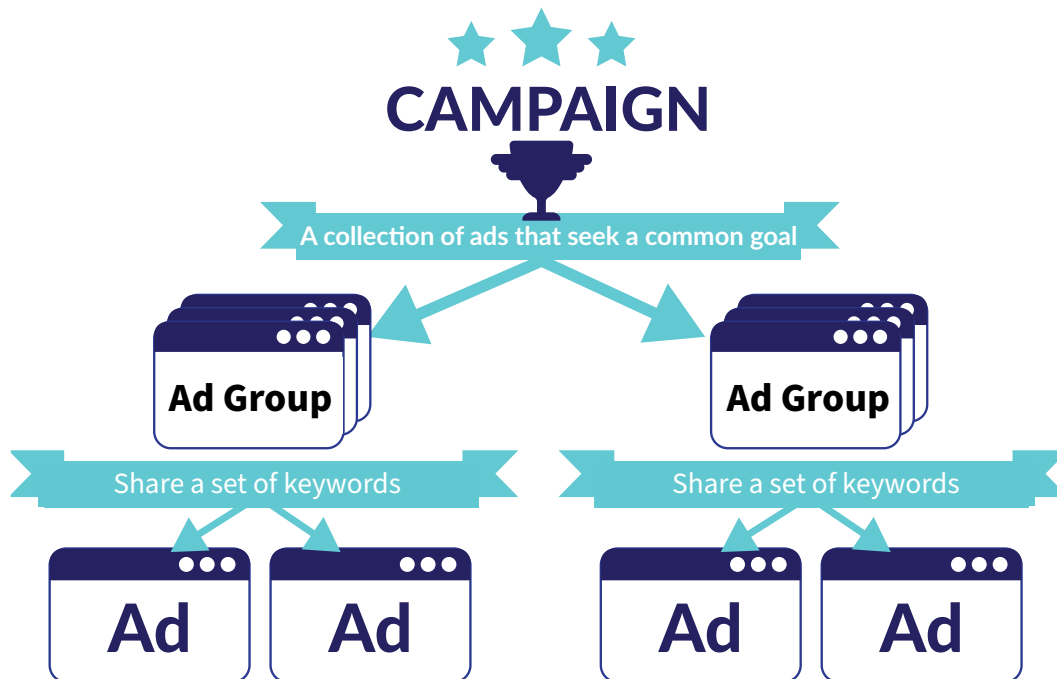 CAMPAIGN
A collection of ads that seek a common goal
Ad Group
Ad Group
Share a set of keywords
Share a set of keywords
Ad
Ad
Ad
Ad